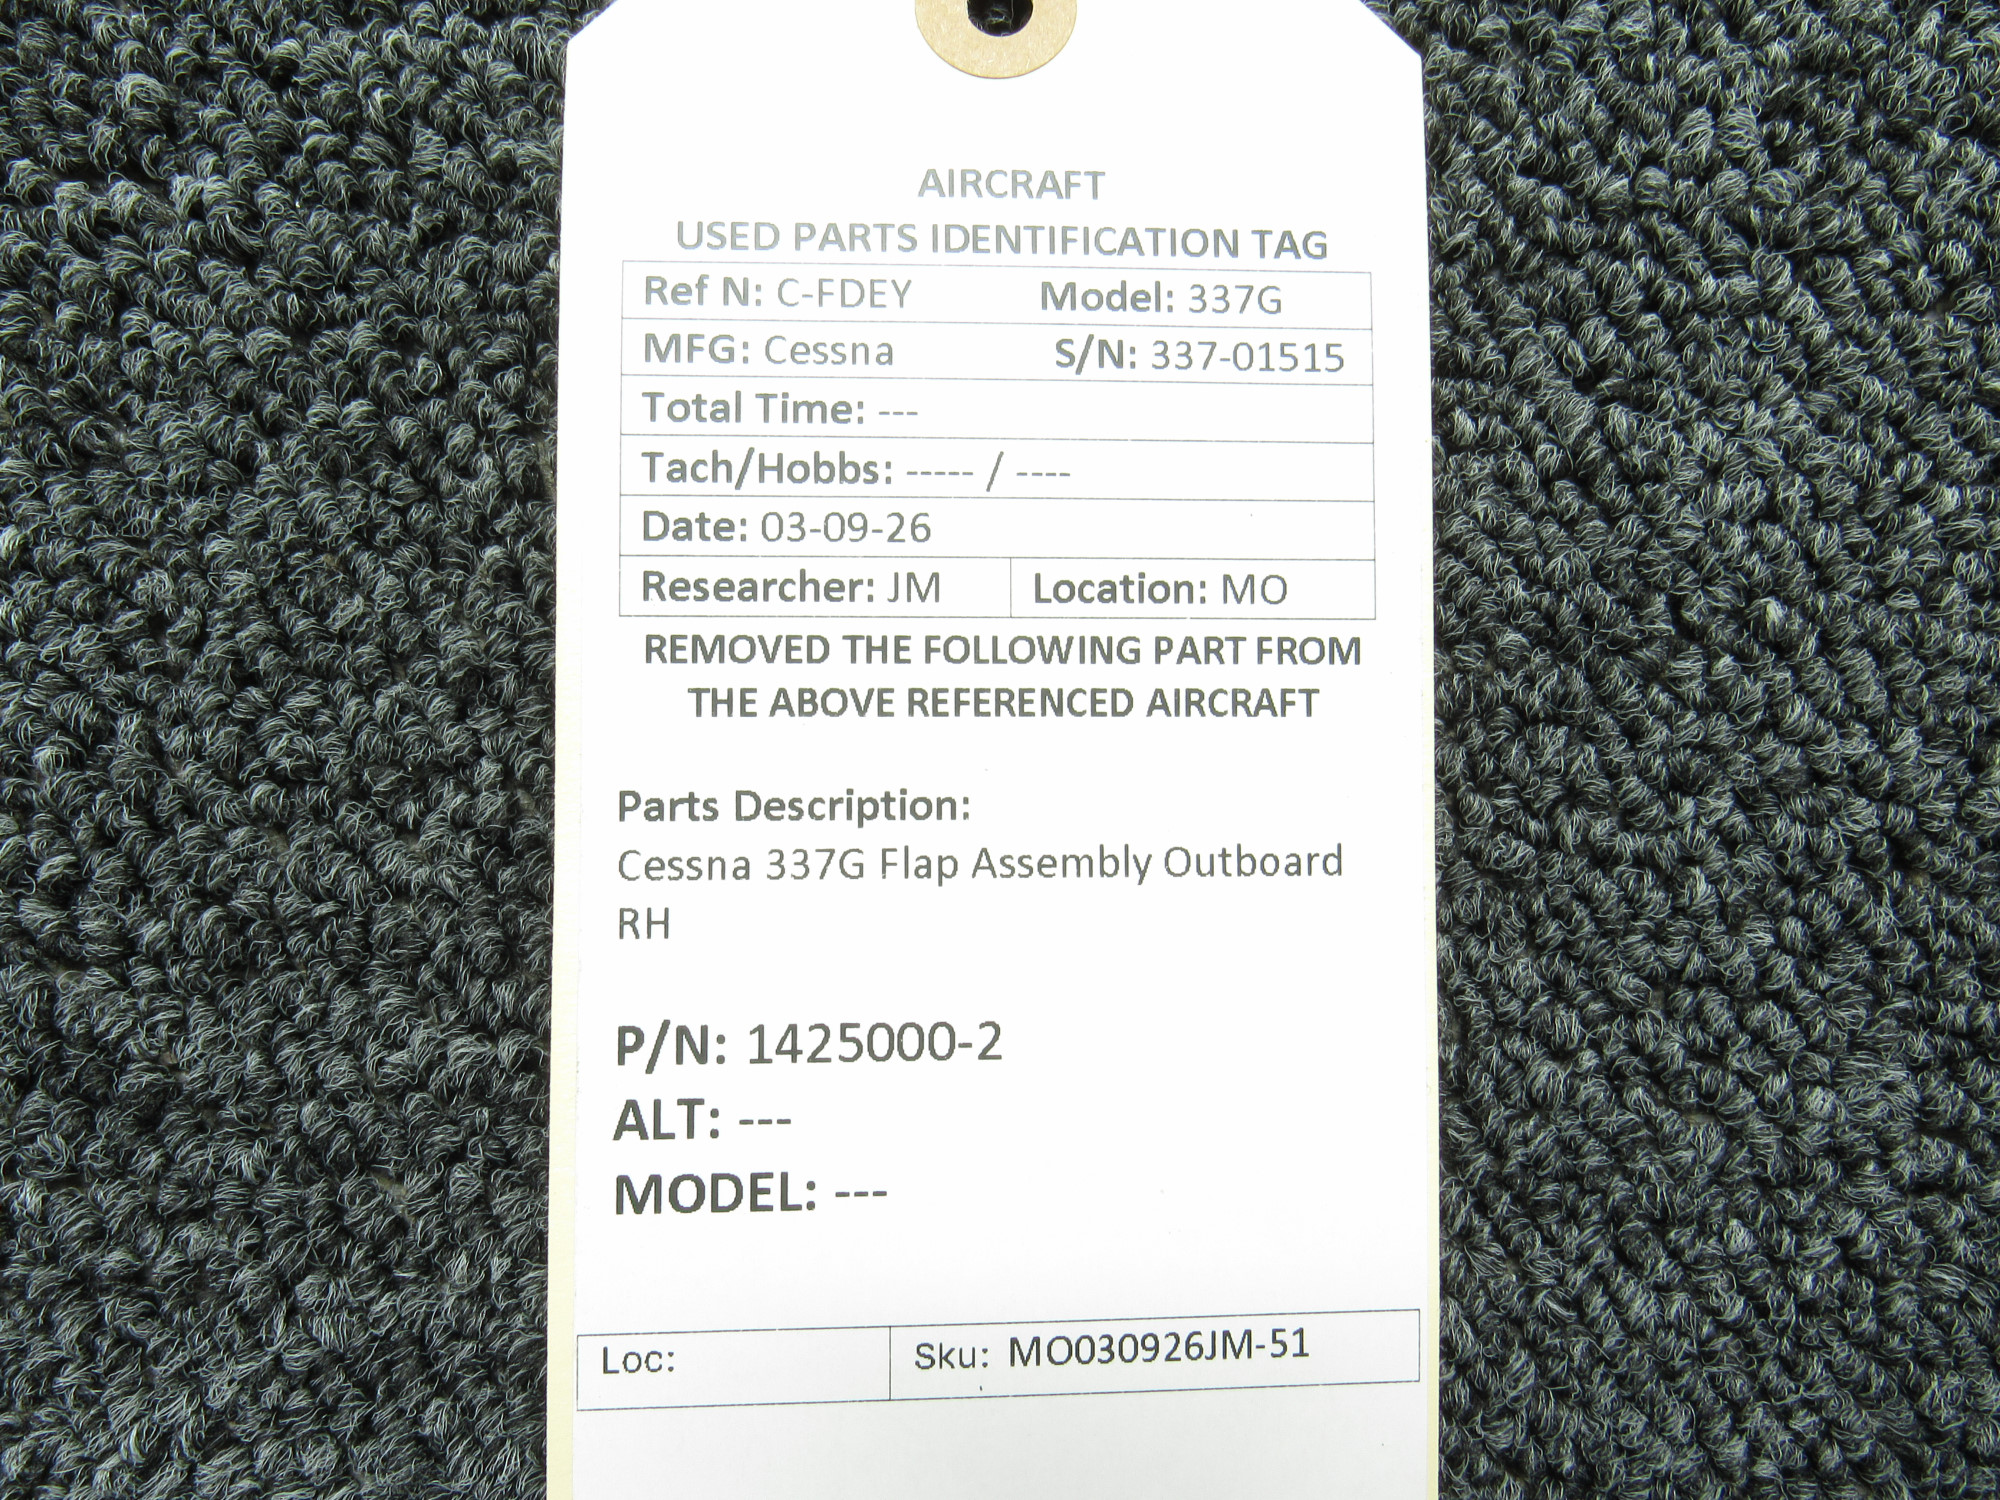 AIRCRAFT
USED PARTS IDENTIFICATION TAG
Ref N: C-FDEY Model: 337G
MFG: Cessna S/N: 337-01515
Total Time: ---
Tach/Hobbs: ----- / ----
Date: 03-09-26
Researcher: JM Location: MO
REMOVED THE FOLLOWING PART FROM
THE ABOVE REFERENCED AIRCRAFT
Parts Description:
Cessna 337G Flap Assembly Outboard
RH
P/N: 1425000-2
ALT: ---
MODEL: ---
Loc: Sku: MO030926JM-51